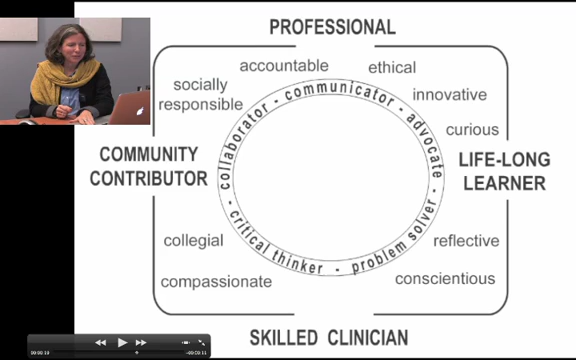 PROFESSIONAL
accountable
ethical
socially
responsible
innovative
curious
collaborator - communicator - advocate -
COMMUNITY
CONTRIBUTOR
LIFE-LONG
LEARNER
- critical thinker - problem solver
collegial
reflective
compassionate
conscientious
SKILLED CLINICIAN